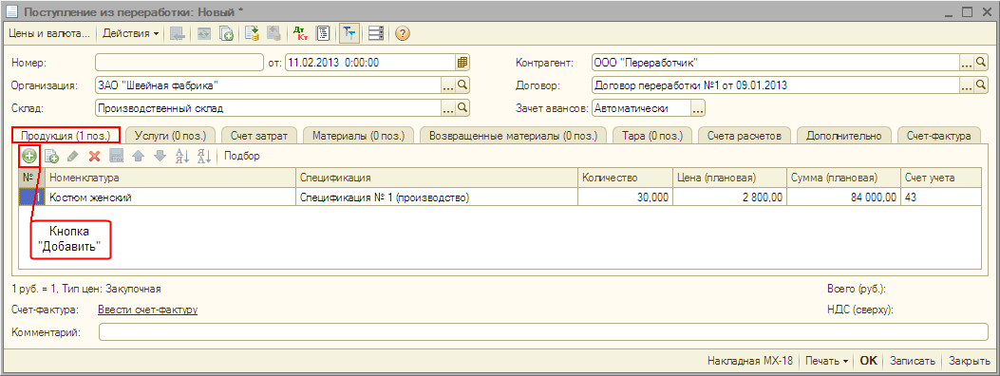 Поступление из переработки: Новый *
Цены и валюта... Действия
Номер: от: 11.02.2013 0:00:00 Контрагент: ООО "Переработчик"
Организация: ЗАО "Швейная фабрика" Договор: Договор переработки №1 от 09.01.2013
Склад: Производственный склад Зачет авансов: Автоматически
Продукция (1 поз.) Услуги (0 поз.) Счет затрат Материалы (0 поз.) Возвращенные материалы (0 поз.) Тара (0 поз.) Счета расчетов Дополнительно Счет-фактура
Подбор
№ Номенклатура Спецификация Количество Цена (плановая) Сумма (плановая) Счет учета
1 Костюм женский Спецификация № 1 (производство) 30,000 2 800,00 84 000,00 43
Кнопка
"Добавить"
1 руб. = 1, Тип цен: Закупочная Всего (руб.):
Счет-фактура: Ввести счет-фактуру НДС (сверху):
Комментарий:
Накладная МХ-18 Печать OK Записать Закрыть